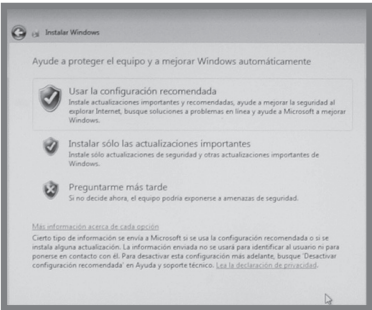 Instalar Windows
Ayude a proteger el equipo y a mejorar Windows automáticamente
Usar la configuración recomendada
Instale actualizaciones importantes y recomendadas, ayude a mejorar la seguridad al
explorar Internet, busque soluciones a problemas en línea y ayude a Microsoft a mejorar
Windows.
Instalar sólo las actualizaciones importantes
Instale sólo actualizaciones de seguridad y otras actualizaciones importantes de
Windows.
Preguntarme más tarde
Si no decide ahora, el equipo podría exponerse a amenazas de seguridad.
Más información acerca de cada opción
Cierto tipo de información se envía a Microsoft si se usa la configuración recomendada o si se
instala alguna actualización. La información enviada no se usará para identificar al usuario ni para
ponerse en contacto con él. Para desactivar esta configuración más adelante, busque 'Desactivar
configuración recomendada' en Ayuda y soporte técnico. Lea la declaración de privacidad.